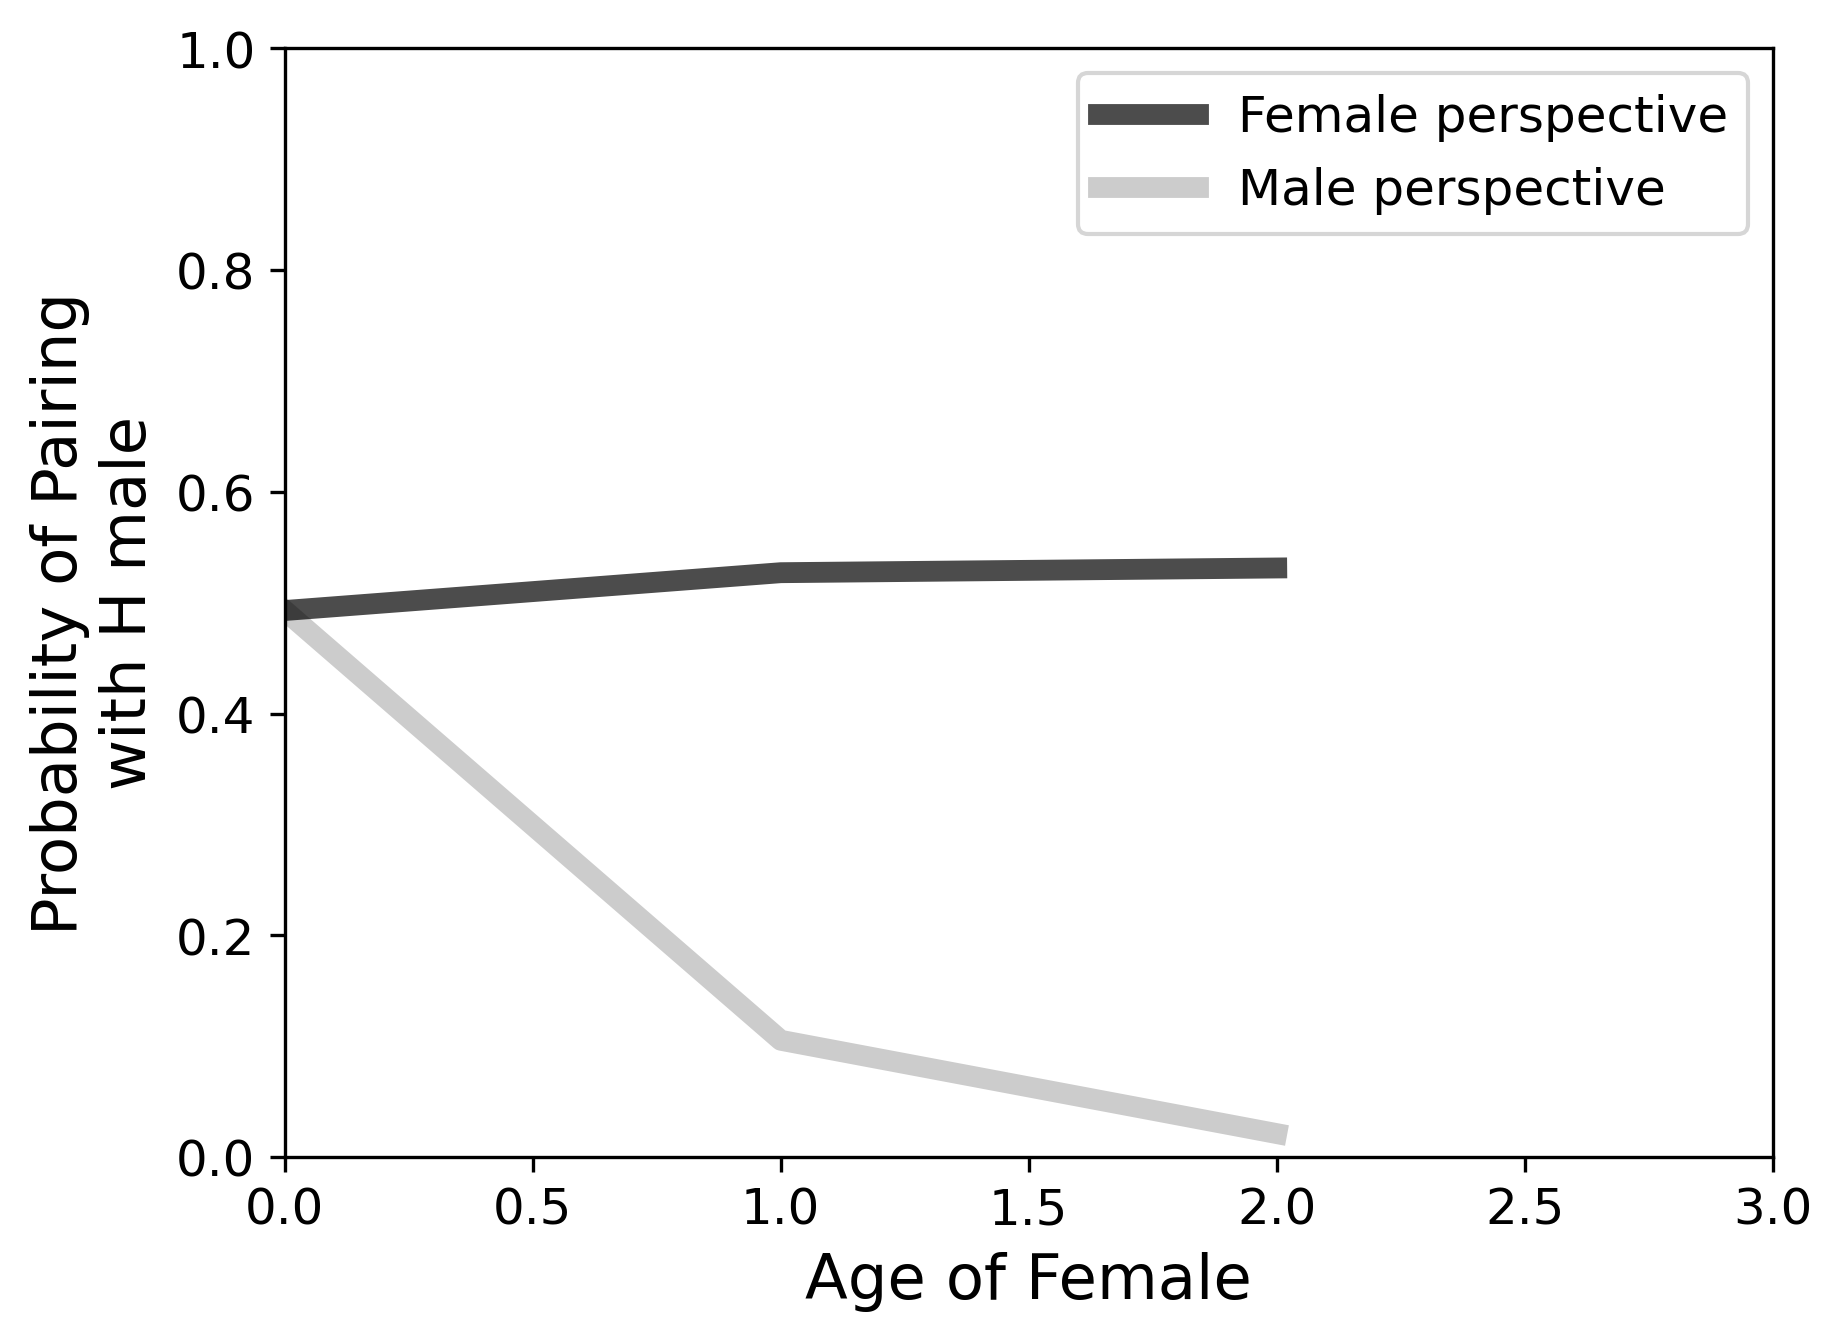 Probability of Pairing
with H male
1.0
0.8
0.6
0.4
0.2
0.0
Female perspective
Male perspective
0.0 0.5 1.0 1.5 2.0 2.5 3.0
Age of Female